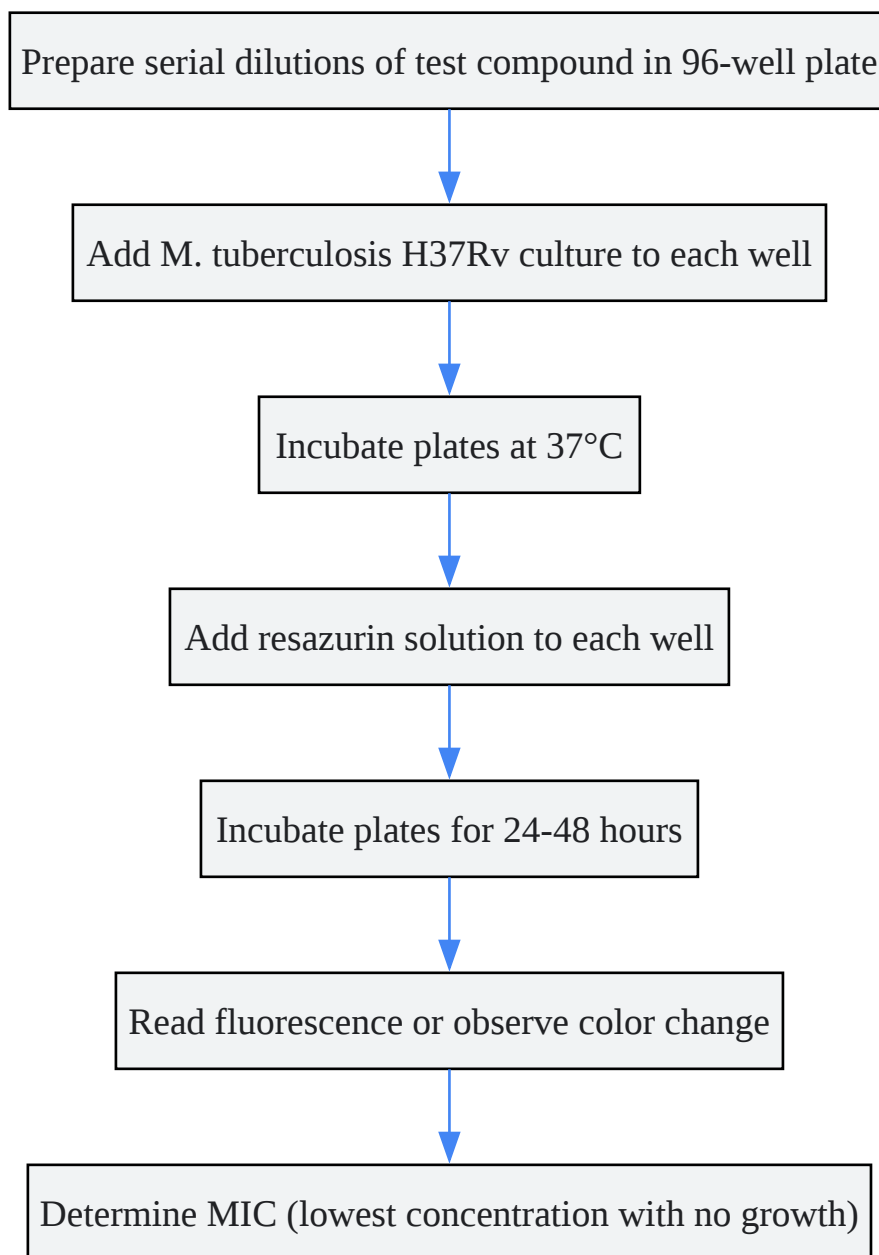 Prepare serial dilutions of test compound in 96-well plate
Add M. tuberculosis H37Rv culture to each well
Incubate plates at 37°C
Add resazurin solution to each well
Incubate plates for 24-48 hours
Read fluorescence or observe color change
Determine MIC (lowest concentration with no growth)